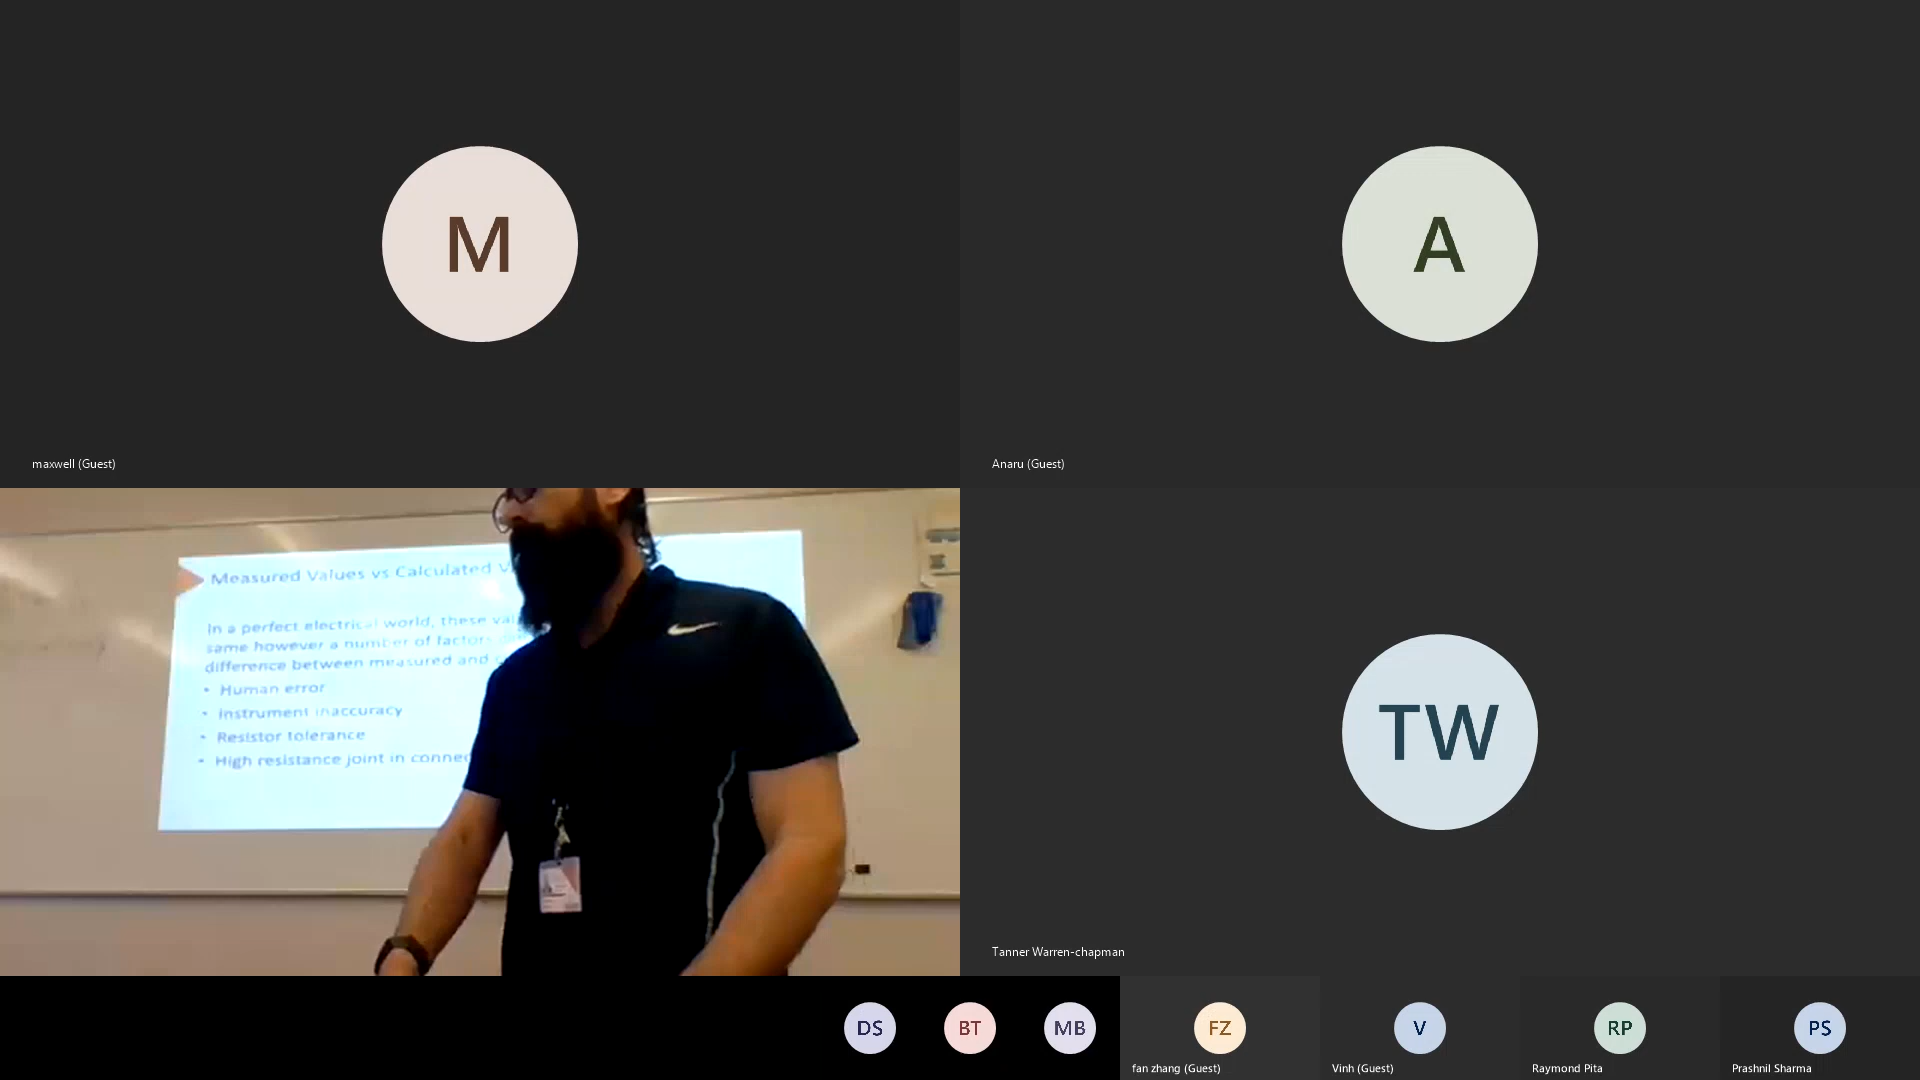 M
maxwell (Guest)
A
Anaru (Guest)
Measured Values vs Calculated
In a perfect electrical world, these
same however a number of factors
difference between measured and
• Human error
• Instrument inaccuracy
• Resistor tolerance
• High resistance joint in
TW
Tanner Warren-chapman
DS
BT
MB
FZ
fan zhang (Guest)
V
Vinh (Guest)
RP
Raymond Pita
PS
Prashnil Sharma